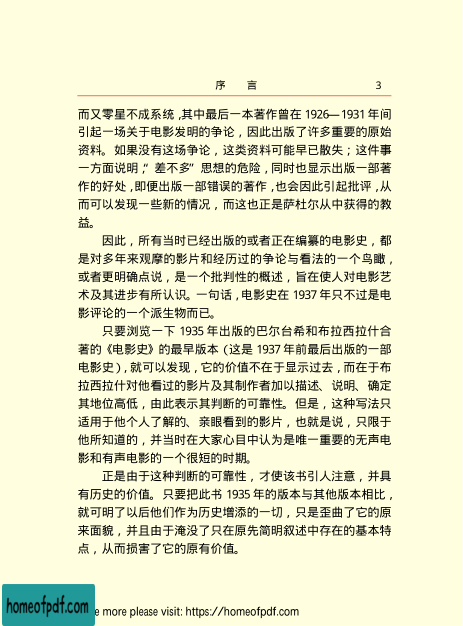 序 言 3
而又零星不成系统,其中最后一本著作曾在 1926—1931 年间
引起一场关于电影发明的争论，因此出版了许多重要的原始
资料。如果没有这场争论，这类资料可能早已散失；这件事
一方面说明，“差不多”思想的危险，同时也显示出版一部著
作的好处，即便出版一部错误的著作，也会因此引起批评，从
而可以发现一些新的情况，而这也正是萨杜尔从中获得的教
益。
因此，所有当时已经出版的或者正在编纂的电影史，都
是对多年来观摩的影片和经历过的争论与看法的一个鸟瞰，
或者更明确点说，是一个批判性的概述，旨在使人对电影艺
术及其进步有所认识。一句话，电影史在 1937 年只不过是电
影评论的一个派生物而已。
只要浏览一下 1935 年出版的巴尔台希和布拉西拉什合
著的《电影史》的最早版本（这是 1937 年前最后出版的一部
电影史），就可以发现，它的价值不在于显示过去，而在于布
拉西拉什对他看过的影片及其制作者加以描述、说明、确定
其地位高低，由此表示其判断的可靠性。但是，这种写法只
适用于他个人了解的、亲眼看到的影片，也就是说，只限于
他所知道的，并当时在大家心目中认为是唯一重要的无声电
影和有声电影的一个很短的时期。
正是由于这种判断的可靠性，才使该书引人注意，并具
有历史的价值。只要把此书 1935 年的版本与其他版本相比，
就可明了以后他们作为历史增添的一切，只是歪曲了它的原
来面貌，并且由于淹没了只在原先简明叙述中存在的基本特
点，从而损害了它的原有价值。
homeofpdf.com
e more please visit: https://homeofpdf.com